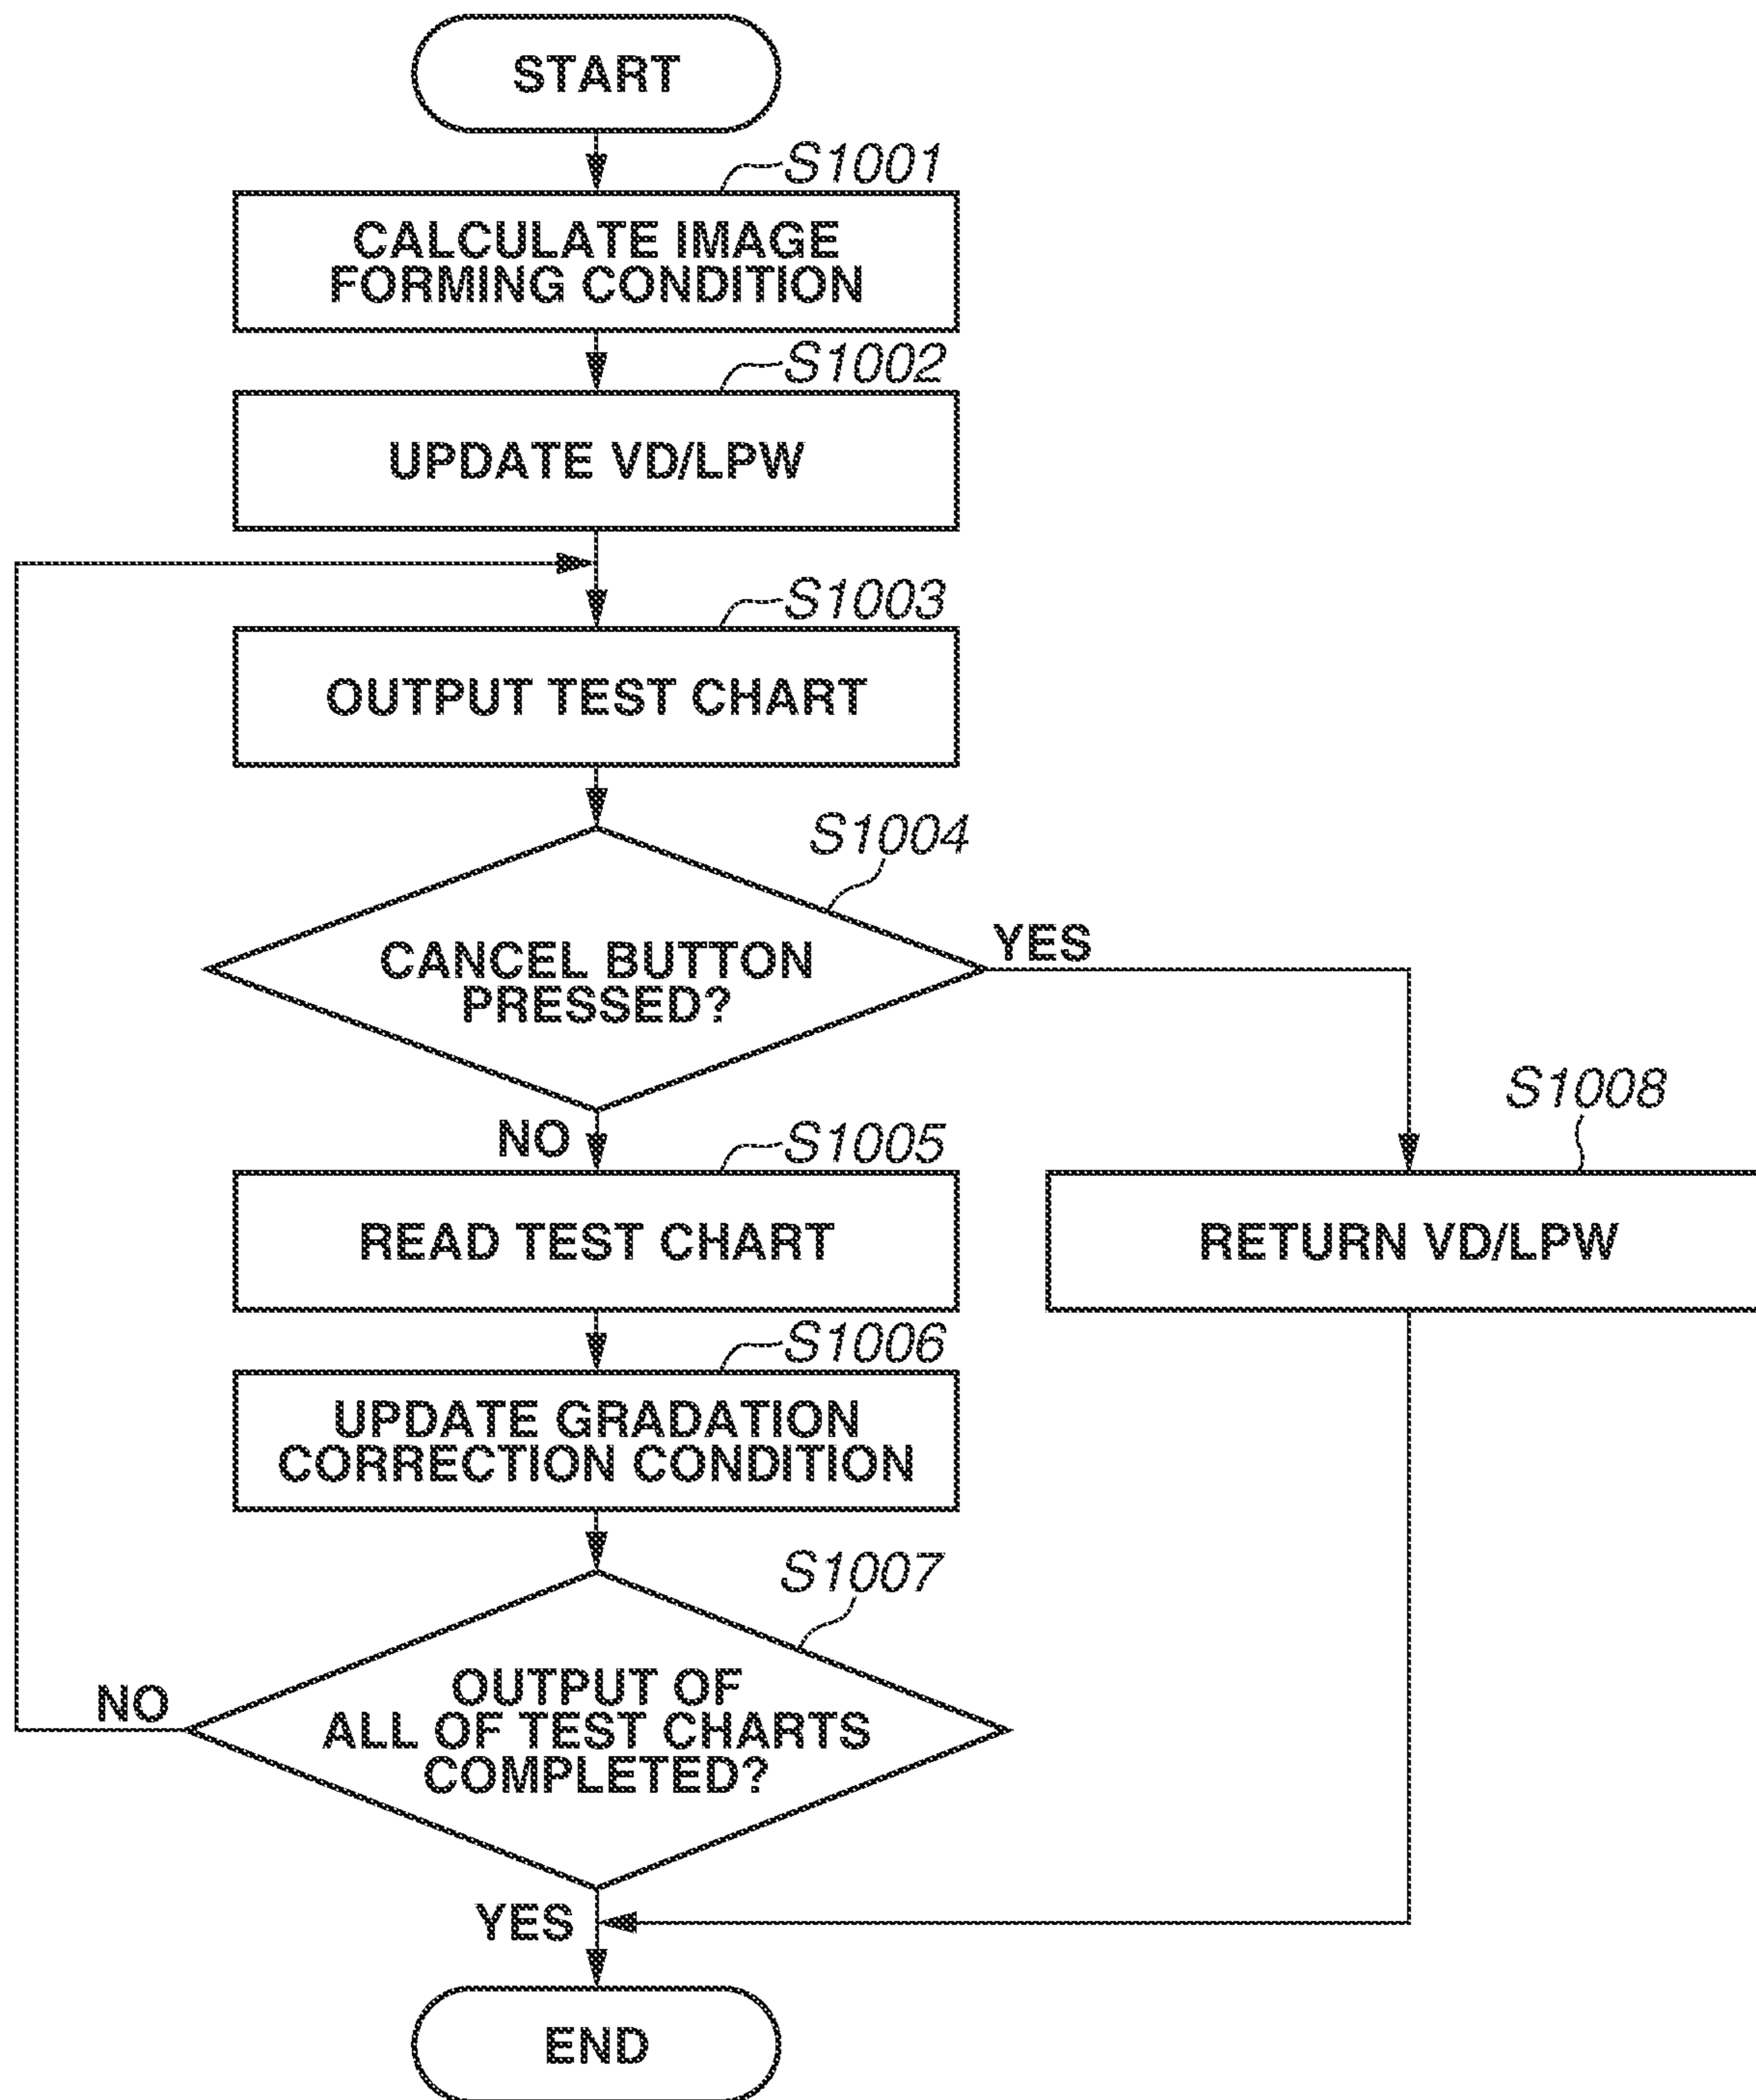 START
S1001
CALCULATE IMAGE
FORMING CONDITION
S1002
UPDATE VD/LPW
S1003
OUTPUT TEST CHART
S1004
CANCEL BUTTON
PRESSED?
YES
NO
S1005
READ TEST CHART
S1008
RETURN VD/LPW
S1006
UPDATE GRADATION
CORRECTION CONDITION
S1007
OUTPUT OF
ALL OF TEST CHARTS
COMPLETED?
NO
YES
END